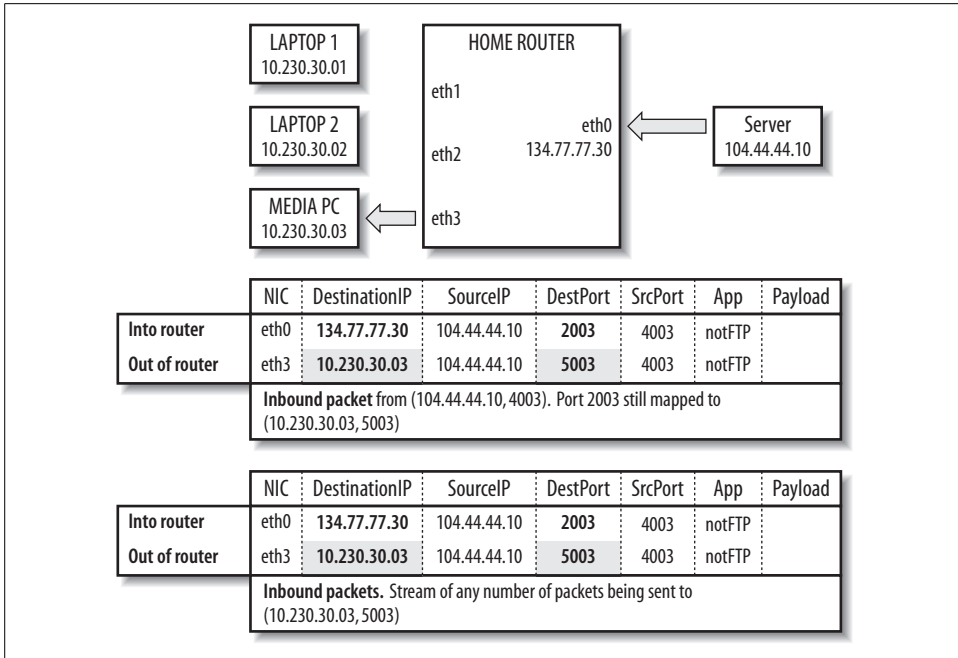 LAPTOP 1
10.230.30.01
LAPTOP 2
10.230.30.02
MEDIA PC
10.230.30.03
HOME ROUTER
eth1
eth2
eth3
eth0
134.77.77.30
Server
104.44.44.10
NIC DestinationIP SourceIP DestPort SrcPort App Payload
Into router eth0 134.77.77.30 104.44.44.10 2003 4003 notFTP
Out of router eth3 10.230.30.03 104.44.44.10 5003 4003 notFTP
Inbound packet from (104.44.44.10, 4003). Port 2003 still mapped to
(10.230.30.03, 5003)
NIC DestinationIP SourceIP DestPort SrcPort App Payload
Into router eth0 134.77.77.30 104.44.44.10 2003 4003 notFTP
Out of router eth3 10.230.30.03 104.44.44.10 5003 4003 notFTP
Inbound packets. Stream of any number of packets being sent to
(10.230.30.03, 5003)